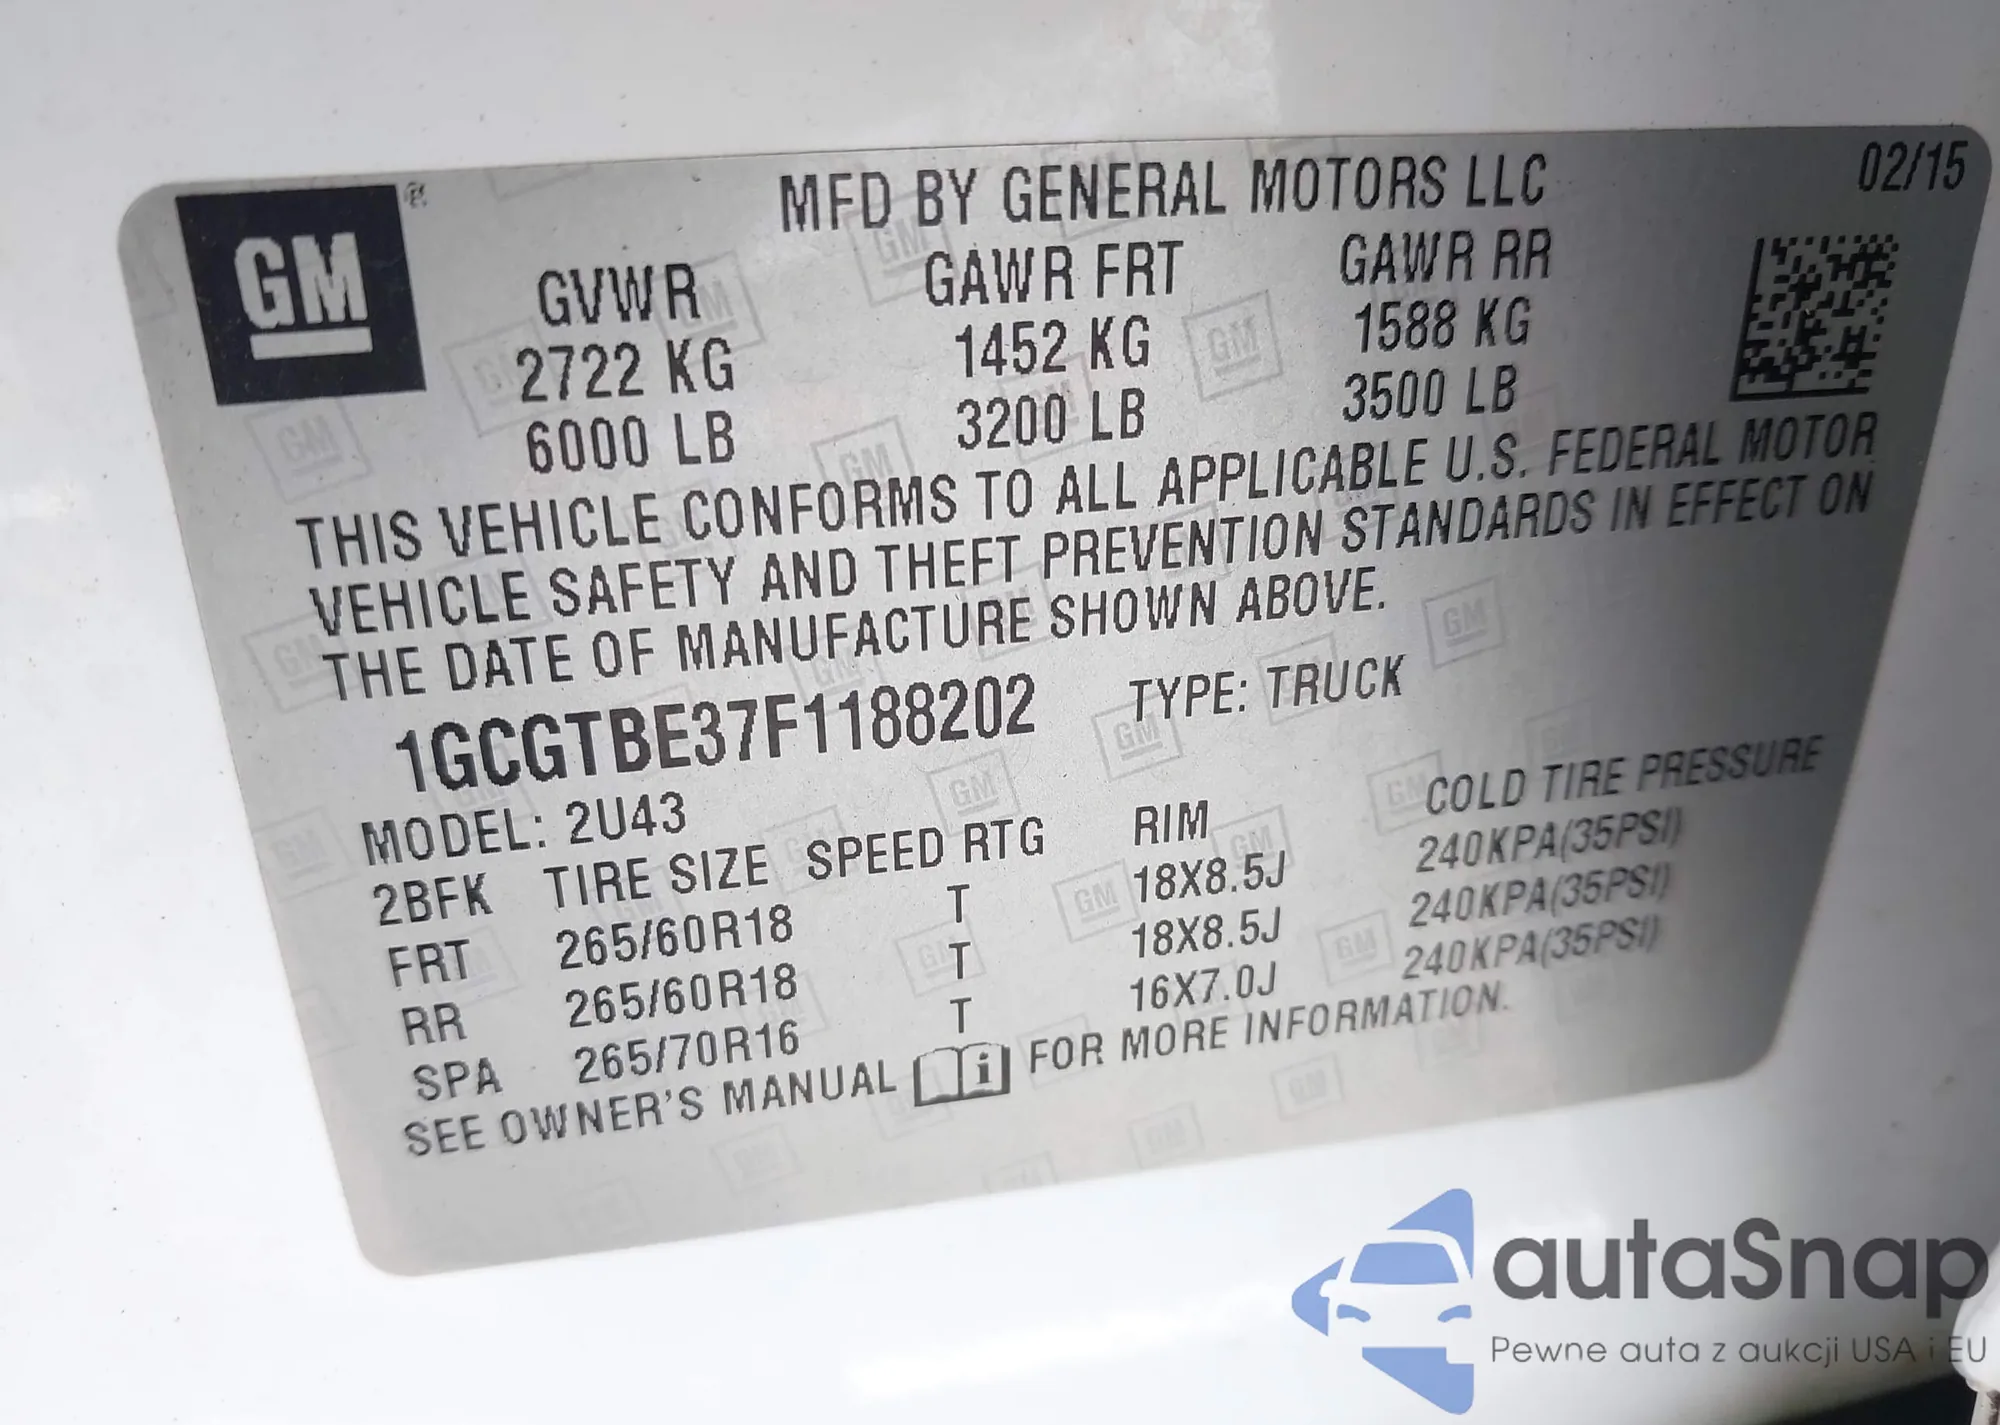 GM ®
MFD BY GENERAL MOTORS LLC 02/15
GVWR GAWR FRT GAWR RR
2722 KG 1452 KG 1588 KG
6000 LB 3200 LB 3500 LB
THIS VEHICLE CONFORMS TO ALL APPLICABLE U.S. FEDERAL MOTOR
VEHICLE SAFETY AND THEFT PREVENTION STANDARDS IN EFFECT ON
THE DATE OF MANUFACTURE SHOWN ABOVE.
1GCGTBE37F1188202 TYPE: TRUCK
MODEL: 2U43
2BFK TIRE SIZE SPEED RTG RIM COLD TIRE PRESSURE
FRT 265/60R18 T 18X8.5J 240KPA(35PSI)
RR 265/60R18 T 18X8.5J 240KPA(35PSI)
SPA 265/70R16 T 16X7.0J 240KPA(35PSI)
SEE OWNER'S MANUAL i FOR MORE INFORMATION.
autaSnap
Pewne auta z aukcji USA i EU